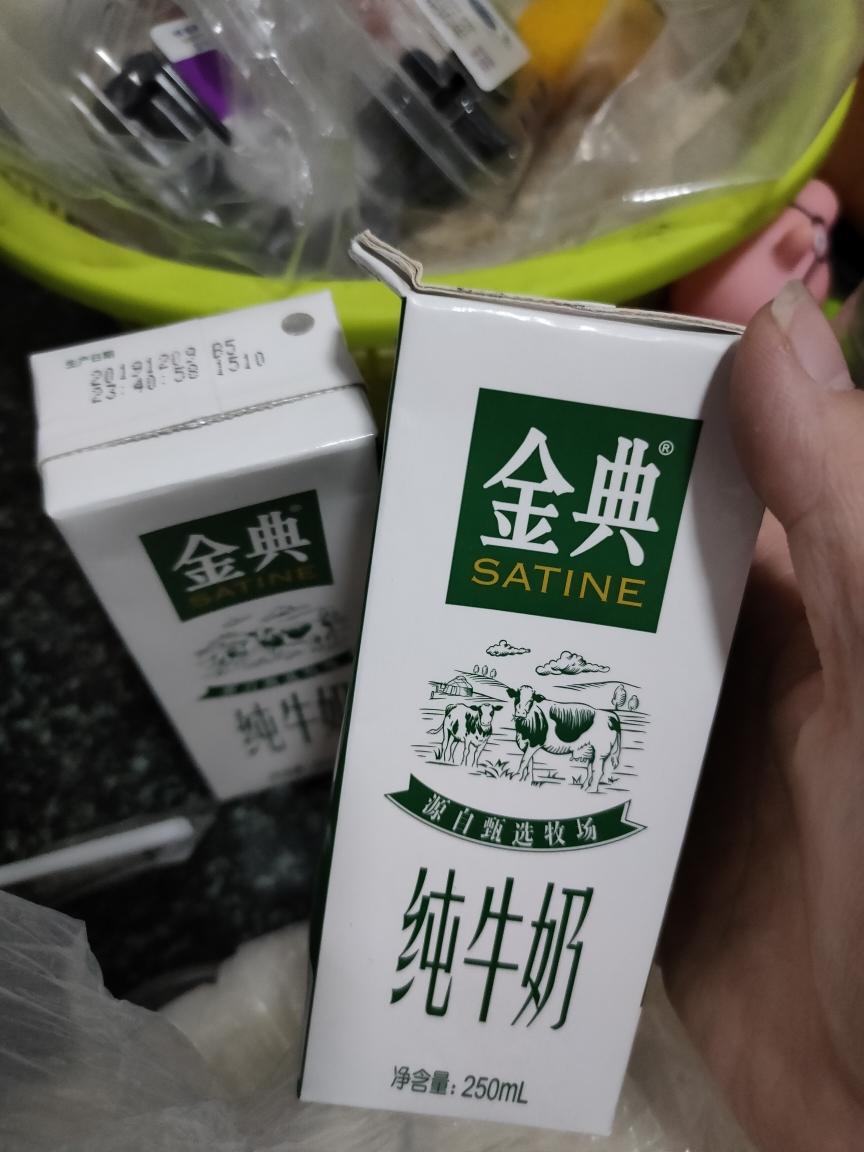 生产日期
20191209 B5
23:40:58 1510
金典
SATINE
纯牛奶
金典®
SATINE
源自甄选牧场
纯牛奶
净含量:250mL